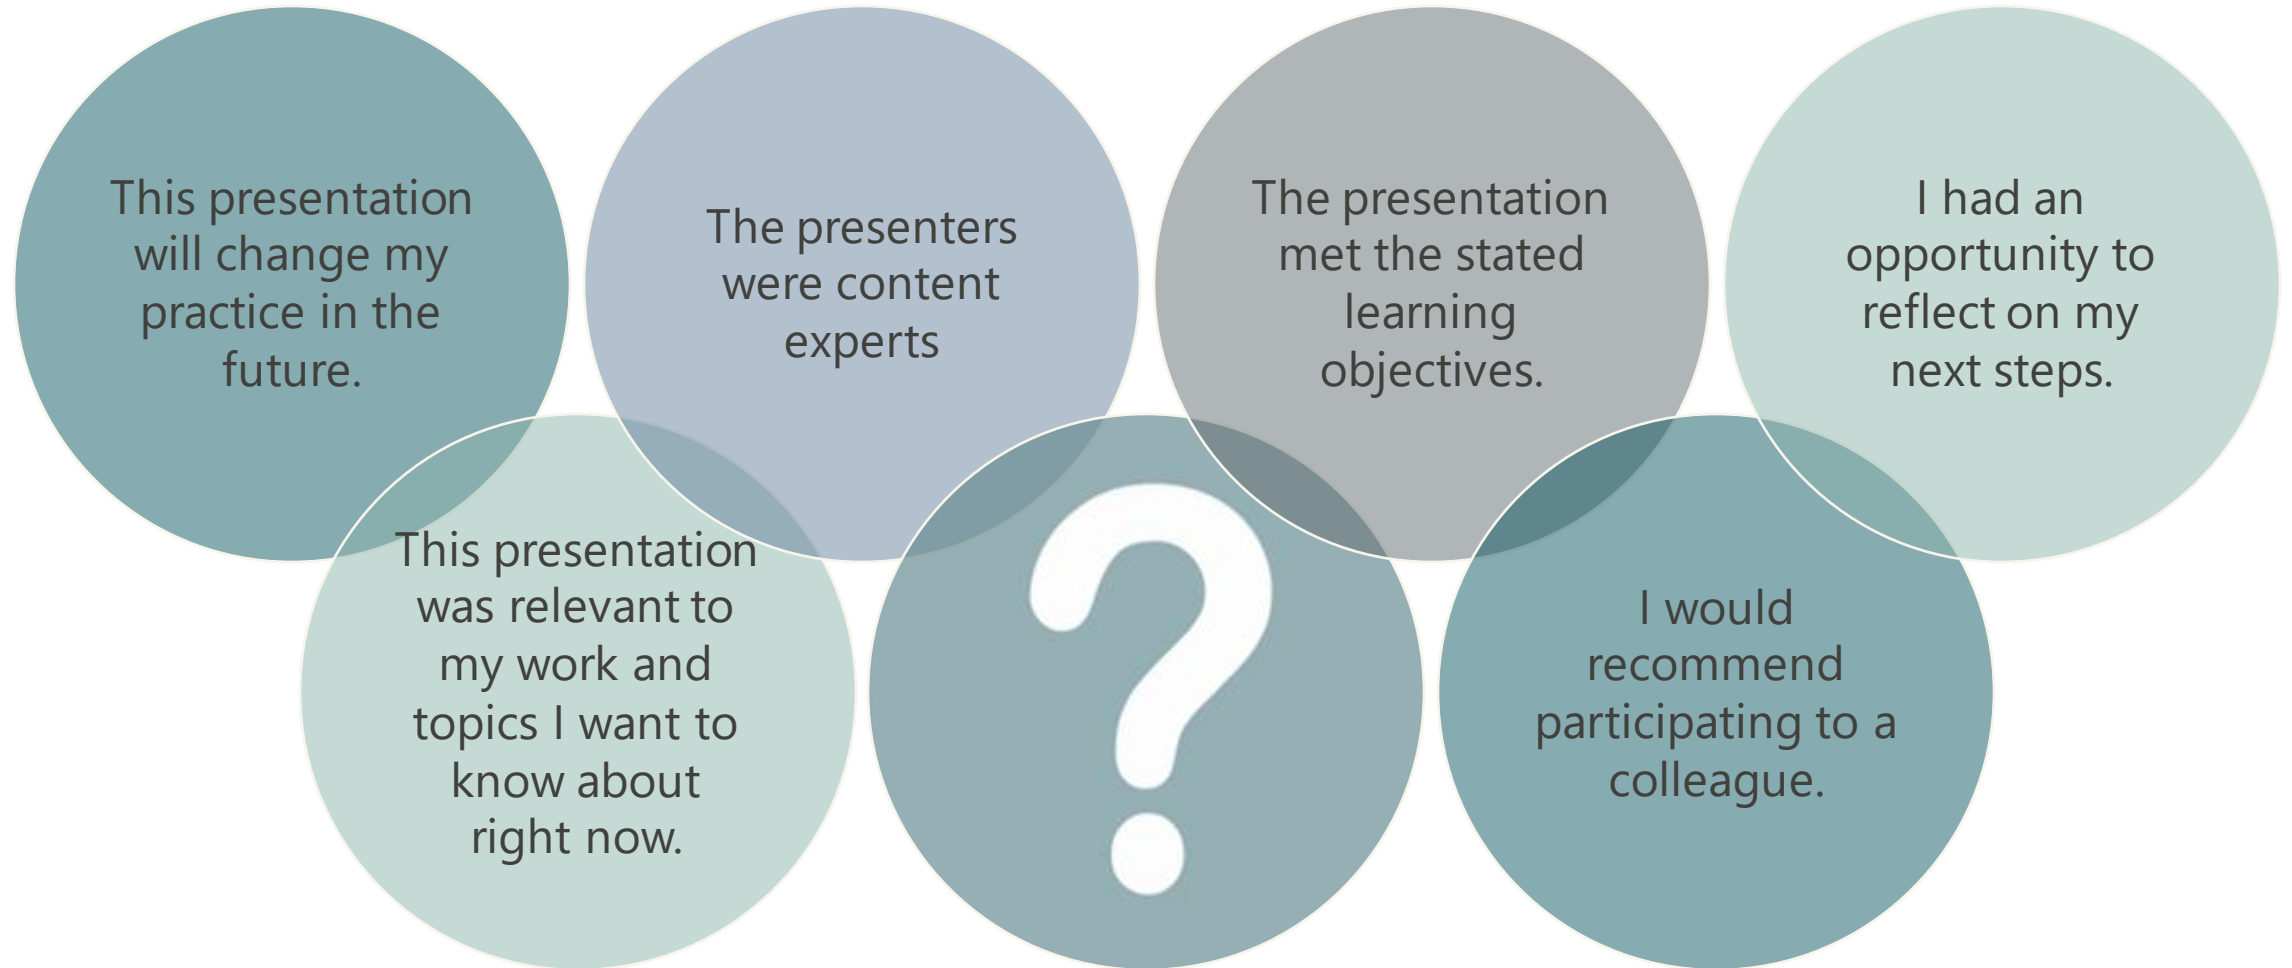 This presentation
will change my
practice in the
future.
The presenters
were content
experts
The presentation
met the stated
learning
objectives.
I had an
opportunity to
reflect on my
next steps.
This presentation
was relevant to
my work and
topics I want to
know about
right now.
?
I would
recommend
participating to a
colleague.